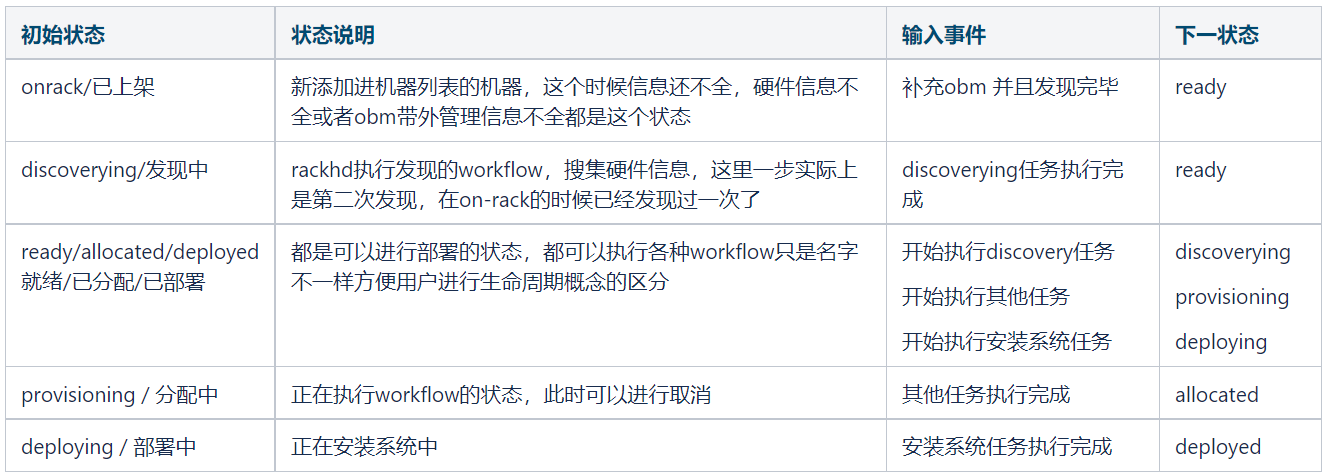 初始状态 状态说明 输入事件 下一状态
onrack/已上架 新添加进机器列表的机器，这个时候信息还不全，硬件信息不 补充obm 并且发现完毕 ready
全或者obm带外管理信息不全都是这个状态
discoverying/发现中 rackhd执行发现的workflow，搜集硬件信息，这里一步实际上 discoverying任务执行完 ready
是第二次发现，在on-rack的时候已经发现过一次了 成
ready/allocated/deployed 都是可以进行部署的状态，都可以执行各种workflow只是名字 开始执行discovery任务 discoverying
就绪/已分配/已部署 不一样方便用户进行生命周期概念的区分
开始执行其他任务 provisioning
开始执行安装系统任务 deploying
provisioning / 分配中 正在执行workflow的状态，此时可以进行取消 其他任务执行完成 allocated
deploying / 部署中 正在安装系统中 安装系统任务执行完成 deployed